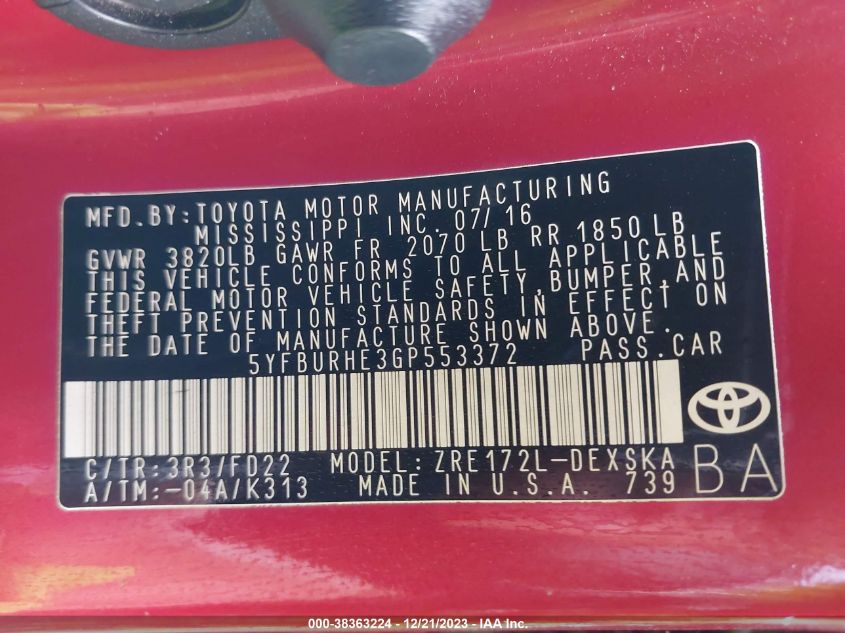 MFD. BY: TOYOTA MOTOR MANUFACTURING
MISSISSIPPI INC. 07/16
GVWR 3820LB GAWR FR 2070 LB RR 1850 LB
THIS VEHICLE CONFORMS TO ALL APPLICABLE
FEDERAL MOTOR VEHICLE SAFETY, BUMPER, AND
THEFT PREVENTION STANDARDS IN EFFECT ON
THE DATE OF MANUFACTURE SHOWN ABOVE.
5YFBURHE3GP553372 PASS. CAR
C/TR: 3R3/FD22 MODEL: ZRE172L-DEXSKA
A/TM: -04A/K313 MADE IN U.S.A. 739
BA
000-38363224 - 12/21/2023 - IAA Inc.